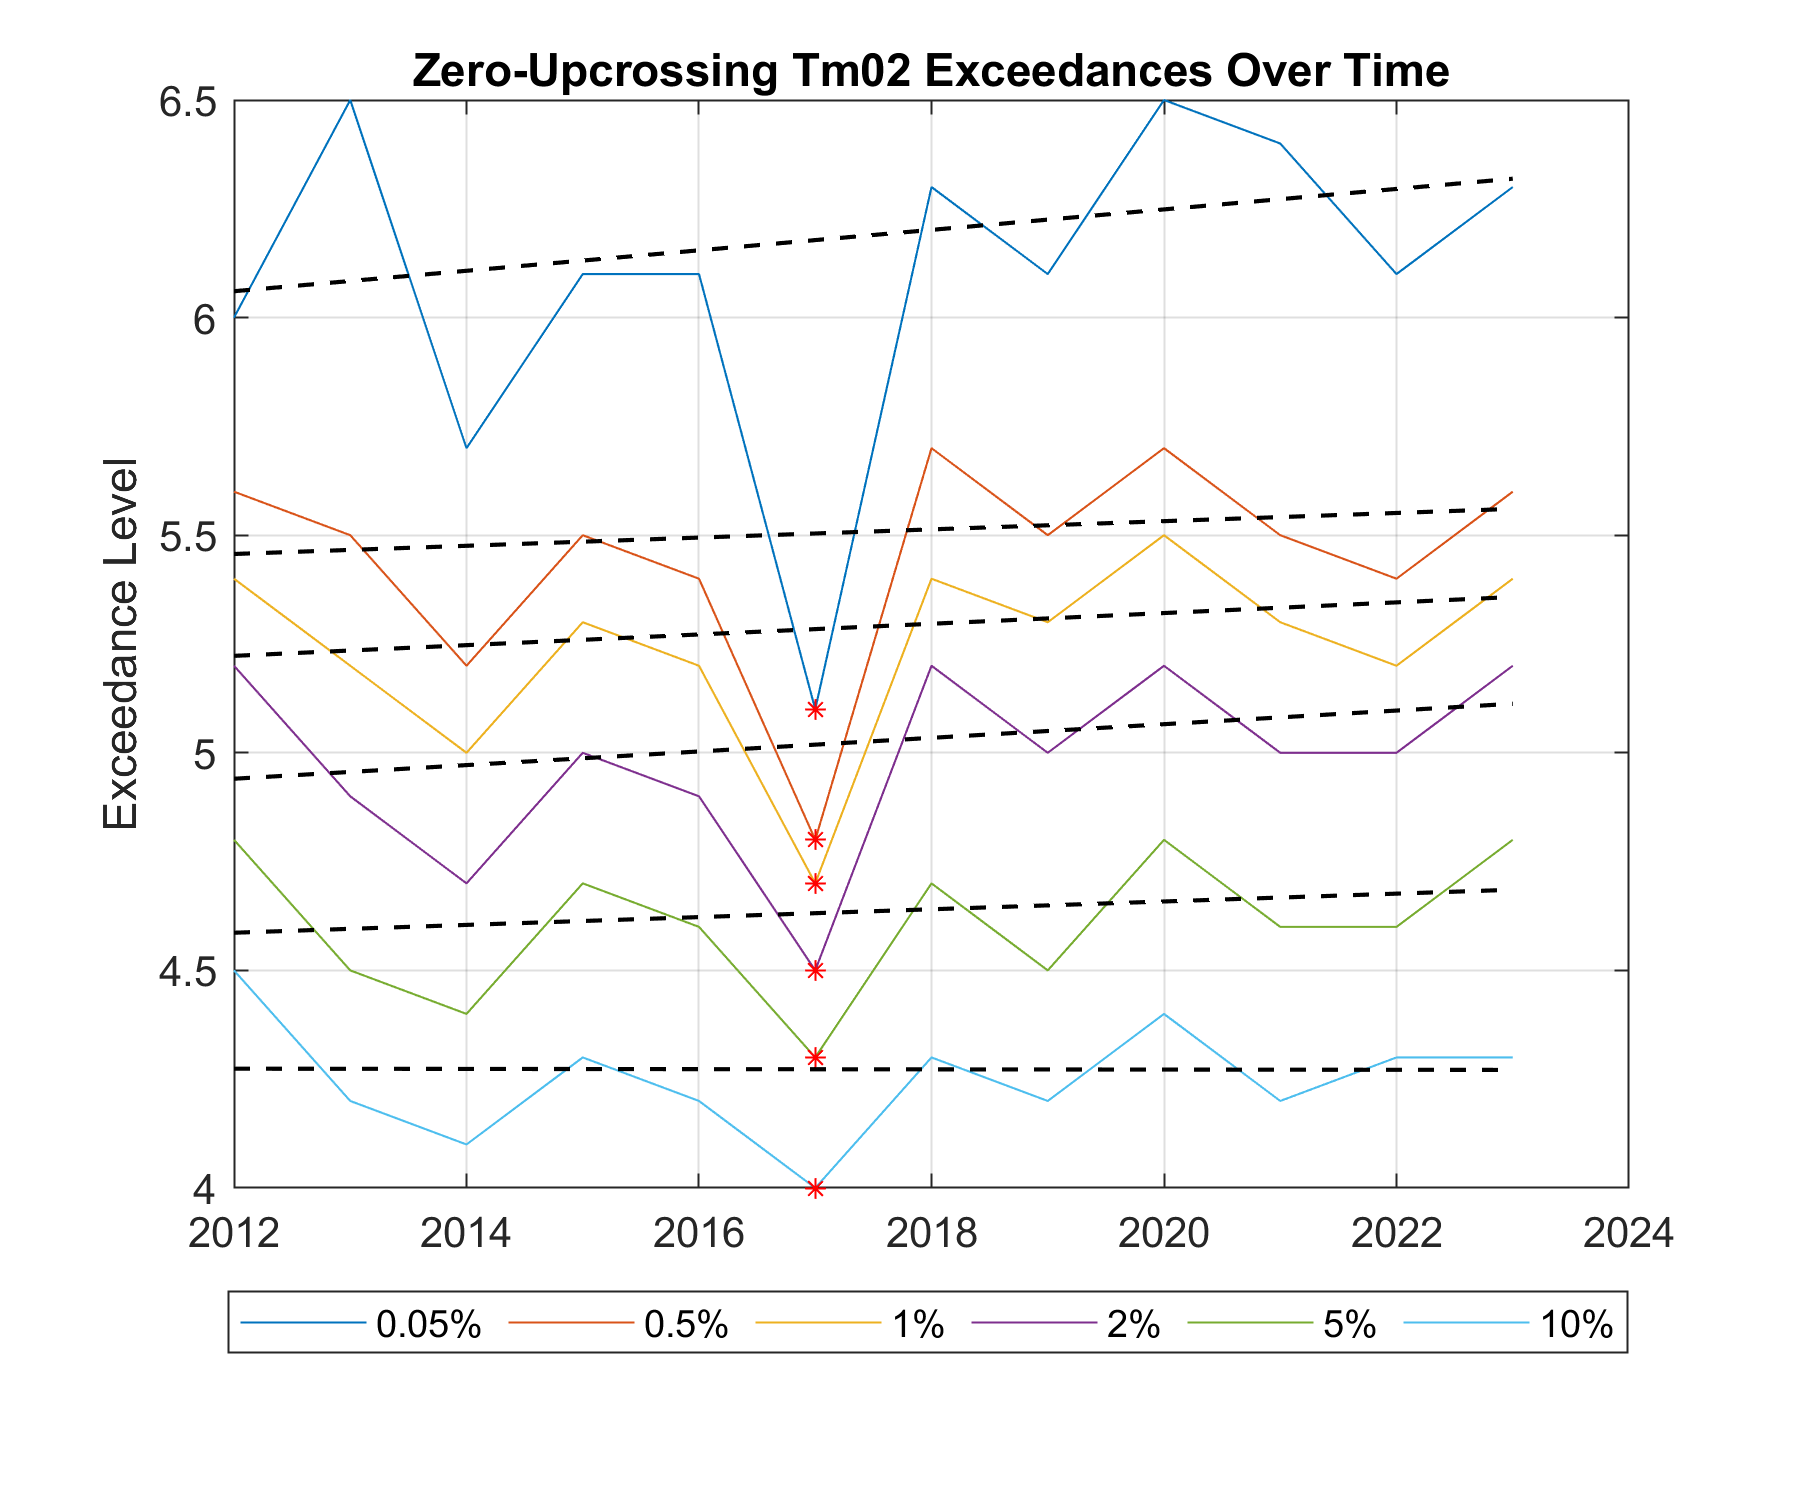 Zero-Upcrossing Tm02 Exceedances Over Time
Exceedance Level
6.5
6
5.5
5
4.5
4
2012 2014 2016 2018 2020 2022 2024
0.05% 0.5% 1% 2% 5% 10%